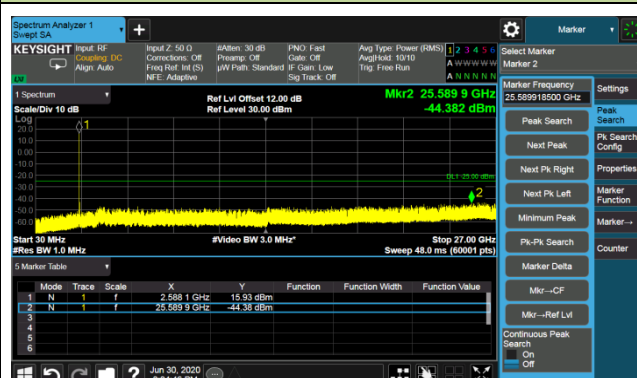 Spectrum Analyzer 1
Swept SA
KEYSIGHT
Input: RF
Coupling: DC
Align: Auto
Input Z: 50 Ω
Corrections: Off
Freq Ref: Int (S)
NFE: Adaptive
#Atten: 30 dB
Preamp: Off
µW Path: Standard
PNO: Fast
Gate: Off
IF Gain: Low
Sig Track: Off
Avg Type: Power (RMS)
Avg|Hold: 10/10
Trig: Free Run
1 2 3 4 5 6
A W W W W W
A N N N N N
1 Spectrum
Scale/Div 10 dB
Ref Lvl Offset 12.00 dB
Ref Level 30.00 dBm
Mkr2 25.589 9 GHz
-44.382 dBm
Log
20.0
10.0
0.00
-10.0
-20.0
-30.0
-40.0
-50.0
-60.0
1
DL1 -25.00 dBm
2
Start 30 MHz
#Res BW 1.0 MHz
#Video BW 3.0 MHz*
Stop 27.00 GHz
Sweep 48.0 ms (60001 pts)
5 Marker Table
Mode Trace Scale X Y Function Function Width Function Value
1 N 1 f 2.588 1 GHz 15.93 dBm
2 N 1 f 25.589 9 GHz -44.38 dBm
3
4
5
6
Jun 30, 2020
Marker
Select Marker
Marker 2
Marker Frequency
25.589918500 GHz
Peak Search
Next Peak
Next Pk Right
Next Pk Left
Minimum Peak
Pk-Pk Search
Marker Delta
Mkr→CF
Mkr→Ref Lvl
Continuous Peak
Search
On
Off
Settings
Peak
Search
Pk Search
Config
Properties
Marker
Function
Marker→
Counter